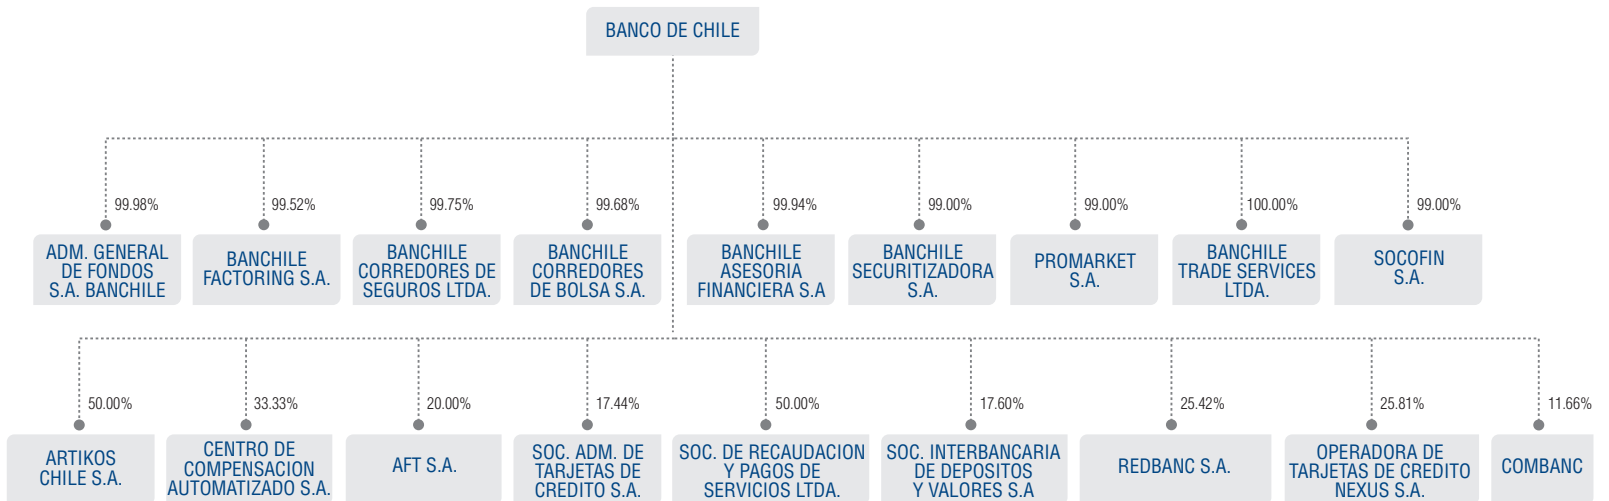 BANCO DE CHILE
99.98%
99.52%
99.75%
99.68%
99.94%
99.00%
99.00%
100.00%
99.00%
ADM. GENERAL
DE FONDOS
S.A. BANCHILE
BANCHILE
FACTORING S.A.
BANCHILE
CORREDORES DE
SEGUROS LTDA.
BANCHILE
CORREDORES
DE BOLSA S.A.
BANCHILE
ASESORIA
FINANCIERA S.A
BANCHILE
SECURITIZADORA
S.A.
PROMARKET
S.A.
BANCHILE
TRADE SERVICES
LTDA.
SOCOFIN
S.A.
50.00%
33.33%
20.00%
17.44%
50.00%
17.60%
25.42%
25.81%
11.66%
ARTIKOS
CHILE S.A.
CENTRO DE
COMPENSACION
AUTOMATIZADO S.A.
AFT S.A.
SOC. ADM. DE
TARJETAS DE
CREDITO S.A.
SOC. DE RECAUDACION
Y PAGOS DE
SERVICIOS LTDA.
SOC. INTERBANCARIA
DE DEPOSITOS
Y VALORES S.A
REDBANC S.A.
OPERADORA DE
TARJETAS DE CREDITO
NEXUS S.A.
COMBANC